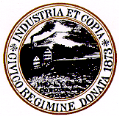 INDUSTRIA ET COPIA
CIVICO REGIMINE DONATA 1873